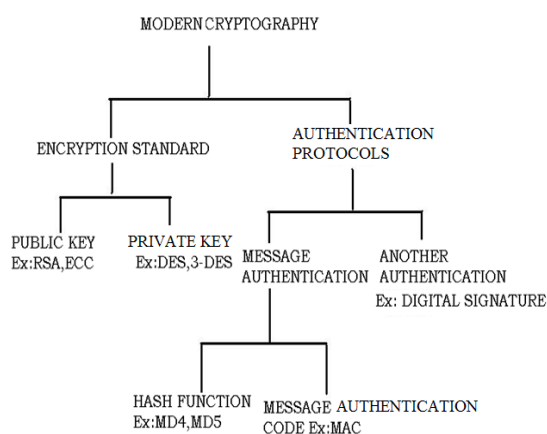 MODERN CRYPTOGRAPHY
ENCRYPTION STANDARD
AUTHENTICATION
PROTOCOLS
PUBLIC KEY
Ex:RSA,ECC
PRIVATE KEY
Ex:DES,3-DES
MESSAGE
AUTHENTICATION
ANOTHER
AUTHENTICATION
Ex: DIGITAL SIGNATURE
HASH FUNCTION
Ex:MD4,MD5
MESSAGE AUTHENTICATION
CODE Ex:MAC